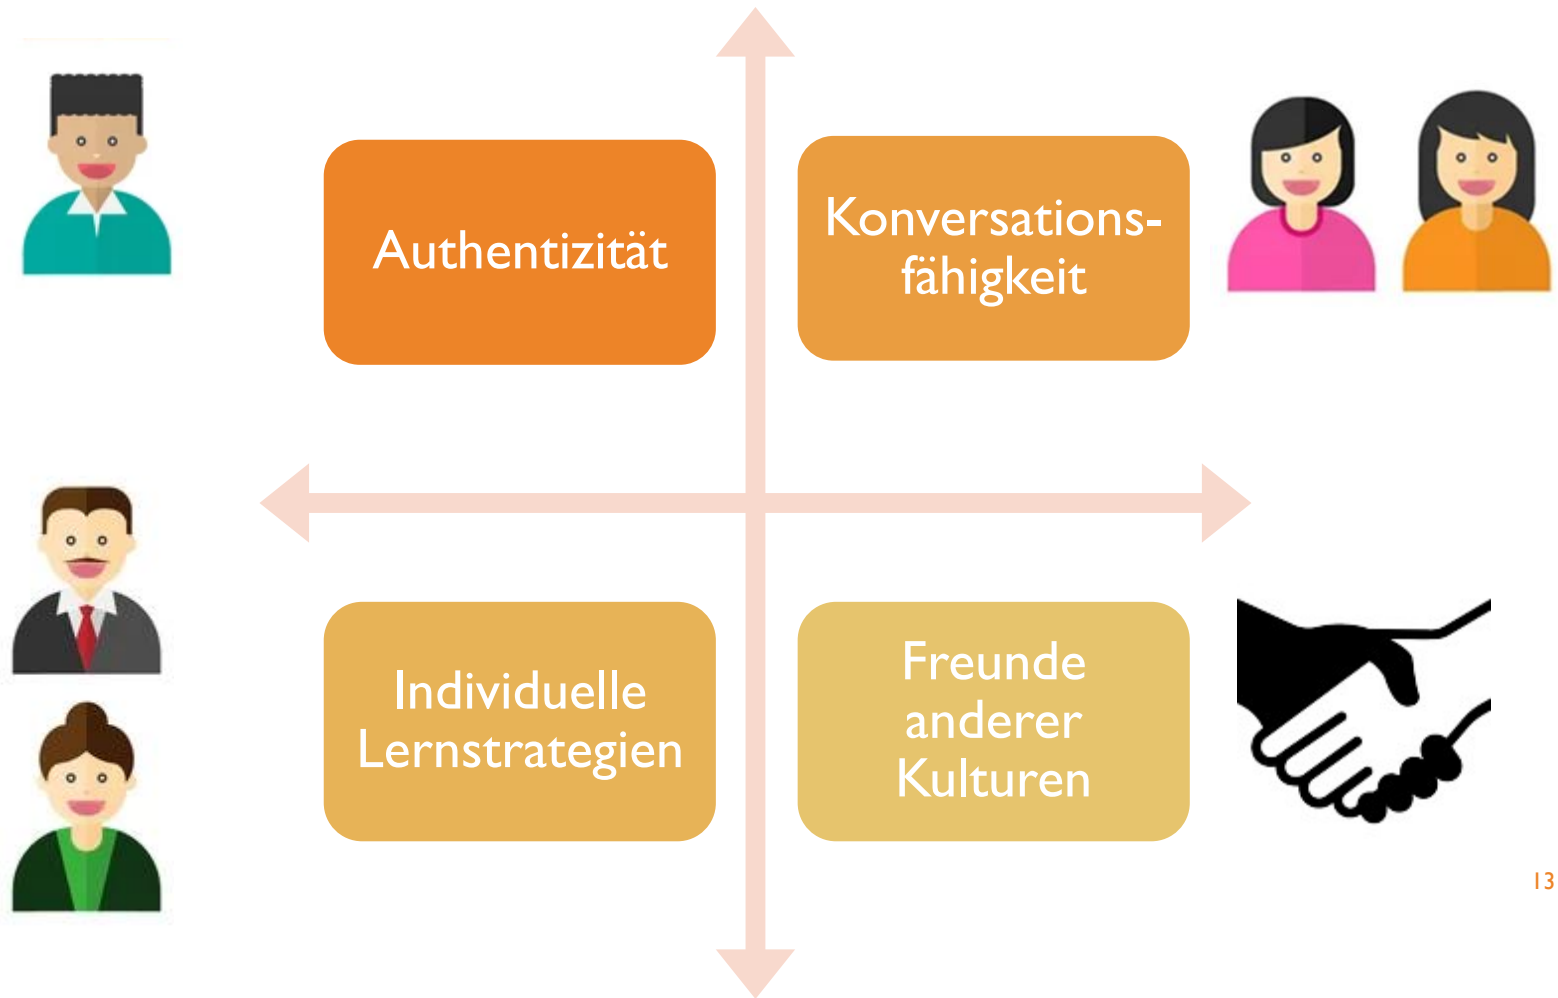 Authentizität
Konversations-
fähigkeit
Individuelle
Lernstrategien
Freunde
anderer
Kulturen
13